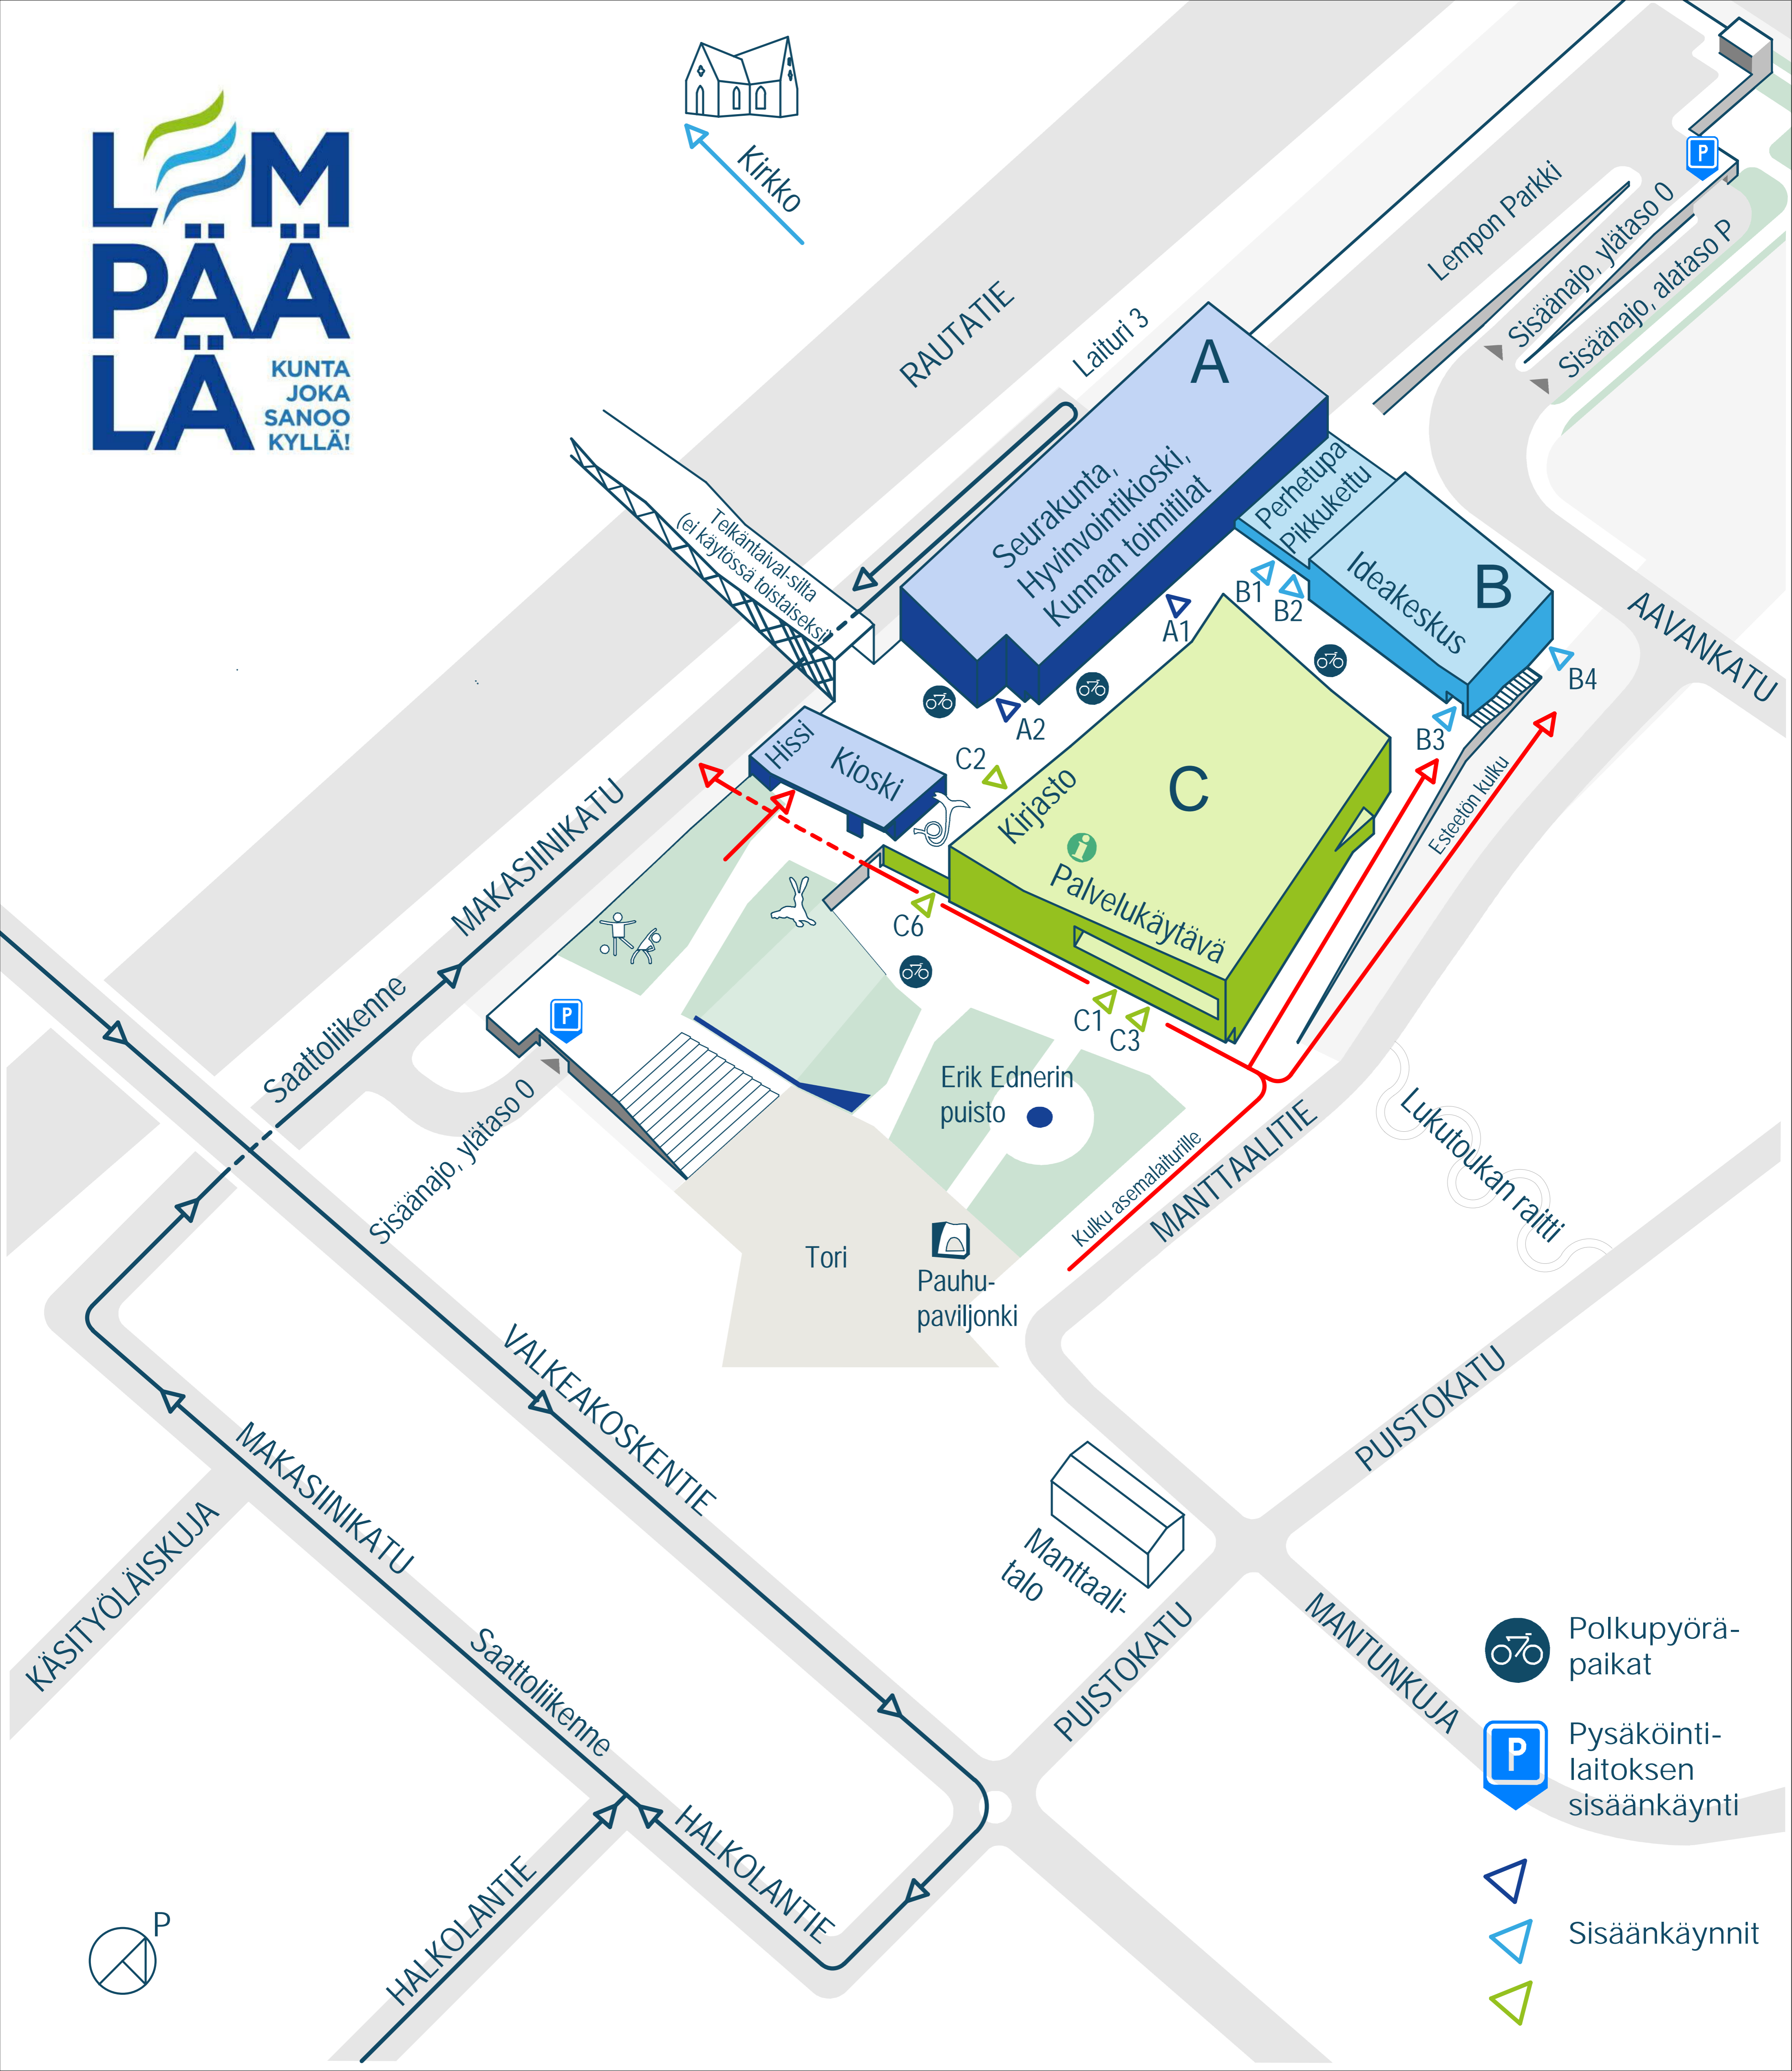 LEM
PÄÄ
LÄ
KUNTA
JOKA
SANOO
KYLLÄ!
Kirkko
RAUTATIE
Laituri 3
Lempon Parkki
P
Sisäänajo, ylätaso 0
Sisäänajo, alataso P
A
Seurakunta,
Hyvinvointikioski,
Kunnan toimitilat
Perhetupa
Pikkukettu
Ideakeskus
B
Telkäntaival-silta
(ei käytössä toistaiseksi)
B1
B2
A1
A2
B4
B3
AAVANKATU
Hissi
Kioski
C2
Kirjasto
C
i
Palvelukäytävä
Esteetön kulku
MAKASIINIKATU
Saattoliikenne
C6
C1
C3
P
Sisäänajo, ylätaso 0
Erik Ednerin
puisto
Kulku asemalaiturille
MANTTAALITIE
Lukutoukan raitti
Tori
Pauhu-
paviljonki
VALKEAKOSKENTIE
PUISTOKATU
MAKASIINIKATU
KÄSITYÖLÄISKUJA
Saattoliikenne
Manttaali-
talo
PUISTOKATU
MANTUNKUJA
HALKOLANTIE
HALKOLANTIE
P
Polkupyörä-
paikat
P
Pysäköinti-
laitoksen
sisäänkäynti
Sisäänkäynnit